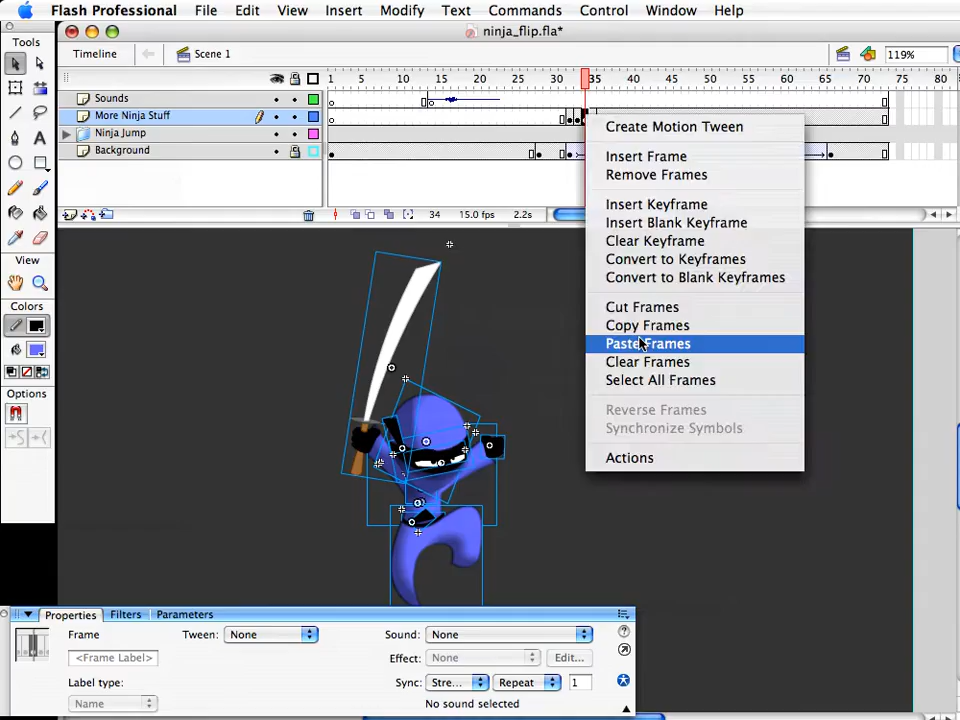 Flash Professional File Edit View Insert Modify Text Commands Control Window Help
ninja_flip.fla*
Tools
Timeline Scene 1 119%
1 5 10 15 20 25 30 35 40 45 50 55 60 65 70 75 80
Sounds
More Ninja Stuff
Ninja Jump
Background
34 15.0 fps 2.2s
Create Motion Tween
Insert Frame
Remove Frames
Insert Keyframe
Insert Blank Keyframe
Clear Keyframe
Convert to Keyframes
Convert to Blank Keyframes
Cut Frames
Copy Frames
Paste Frames
Clear Frames
Select All Frames
Reverse Frames
Synchronize Symbols
Actions
View
Colors
Options
Properties Filters Parameters
Frame Tween: None Sound: None
<Frame Label> Effect: None Edit...
Label type: Sync: Stre... Repeat 1
Name No sound selected